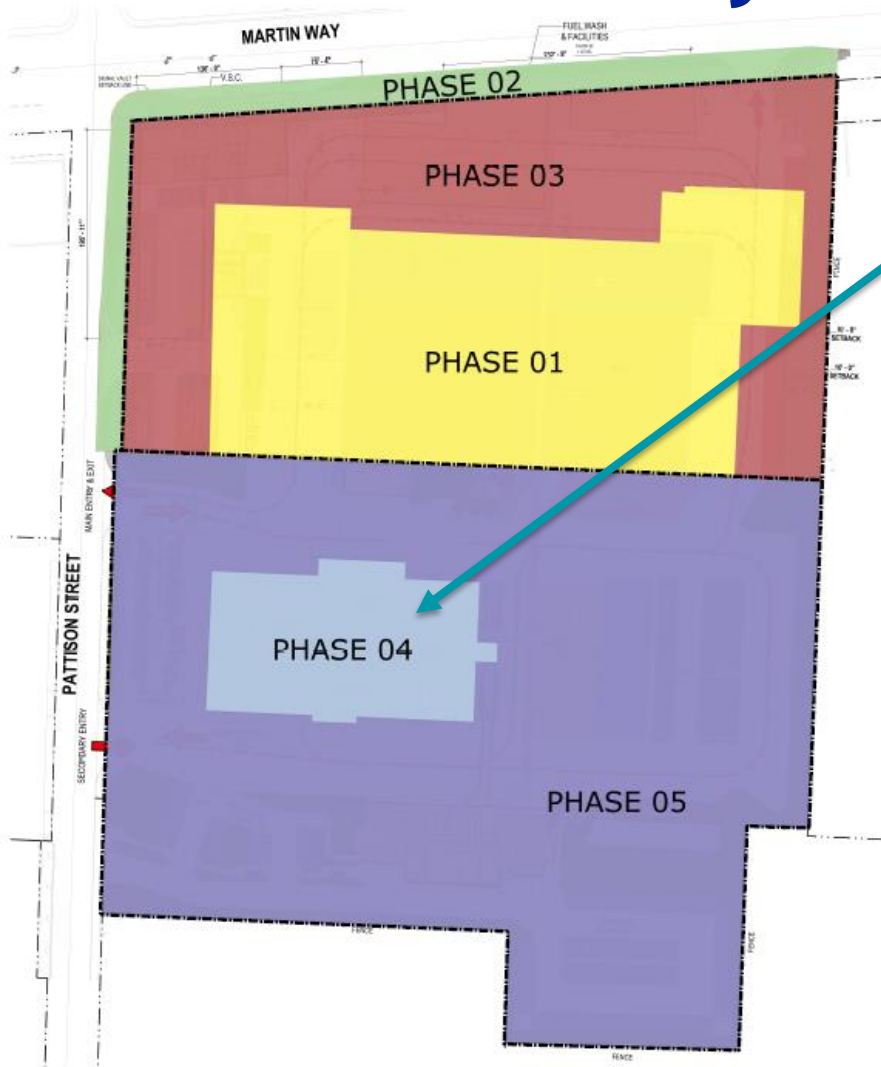 MARTIN WAY
FUEL WASH
& FACILITIES
V.B.C.
PHASE 02
PHASE 03
PHASE 01
FENCE
SETBACK
SETBACK
MAIN ENTRY & EXIT
PATTISON STREET
PHASE 04
SECONDARY ENTRY
PHASE 05
FENCE
FENCE
FENCE